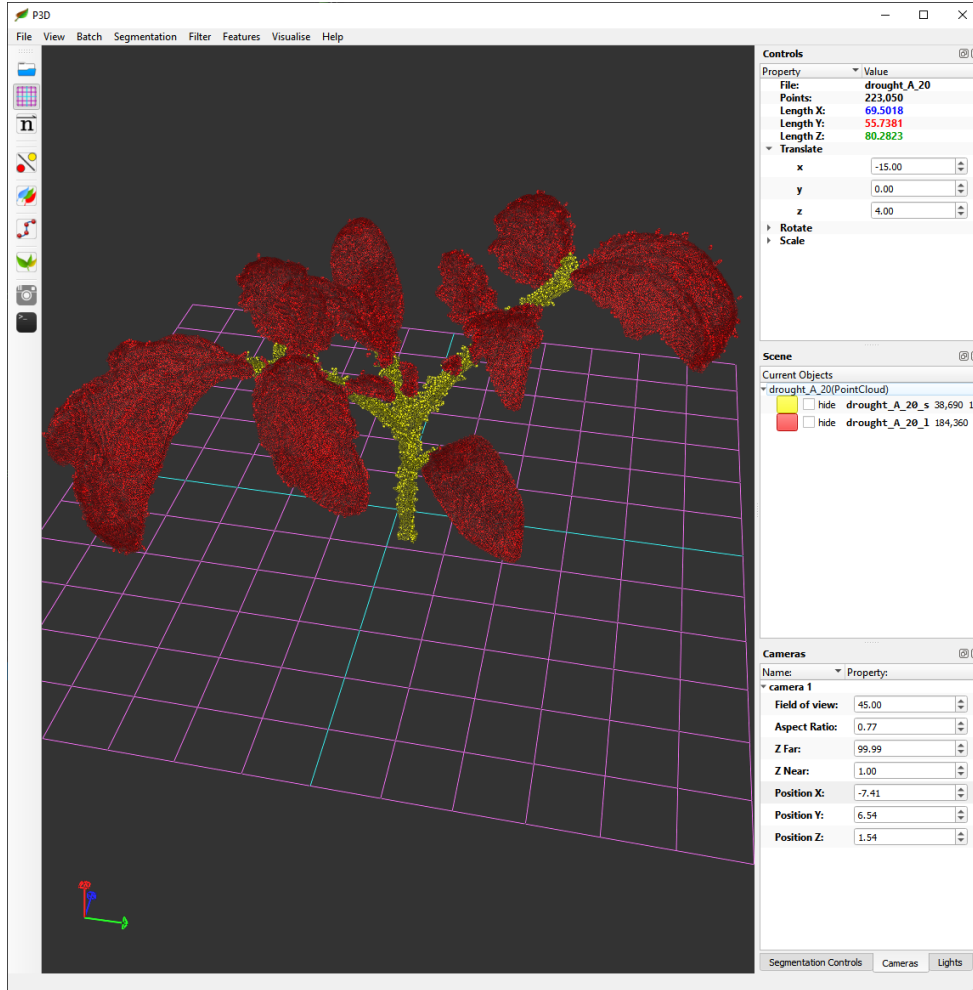 P3D
File View Batch Segmentation Filter Features Visualise Help
n
Controls
Property Value
File: drought_A_20
Points: 223,050
Length X: 69.5018
Length Y: 55.7381
Length Z: 80.2823
Translate
x -15.00
y 0.00
z 4.00
Rotate
Scale
Scene
Current Objects
drought_A_20(PointCloud)
hide drought_A_20_s 38,690 1
hide drought_A_20_l 184,360
Cameras
Name: Property:
camera 1
Field of view: 45.00
Aspect Ratio: 0.77
Z Far: 99.99
Z Near: 1.00
Position X: -7.41
Position Y: 6.54
Position Z: 1.54
Segmentation Controls Cameras Lights